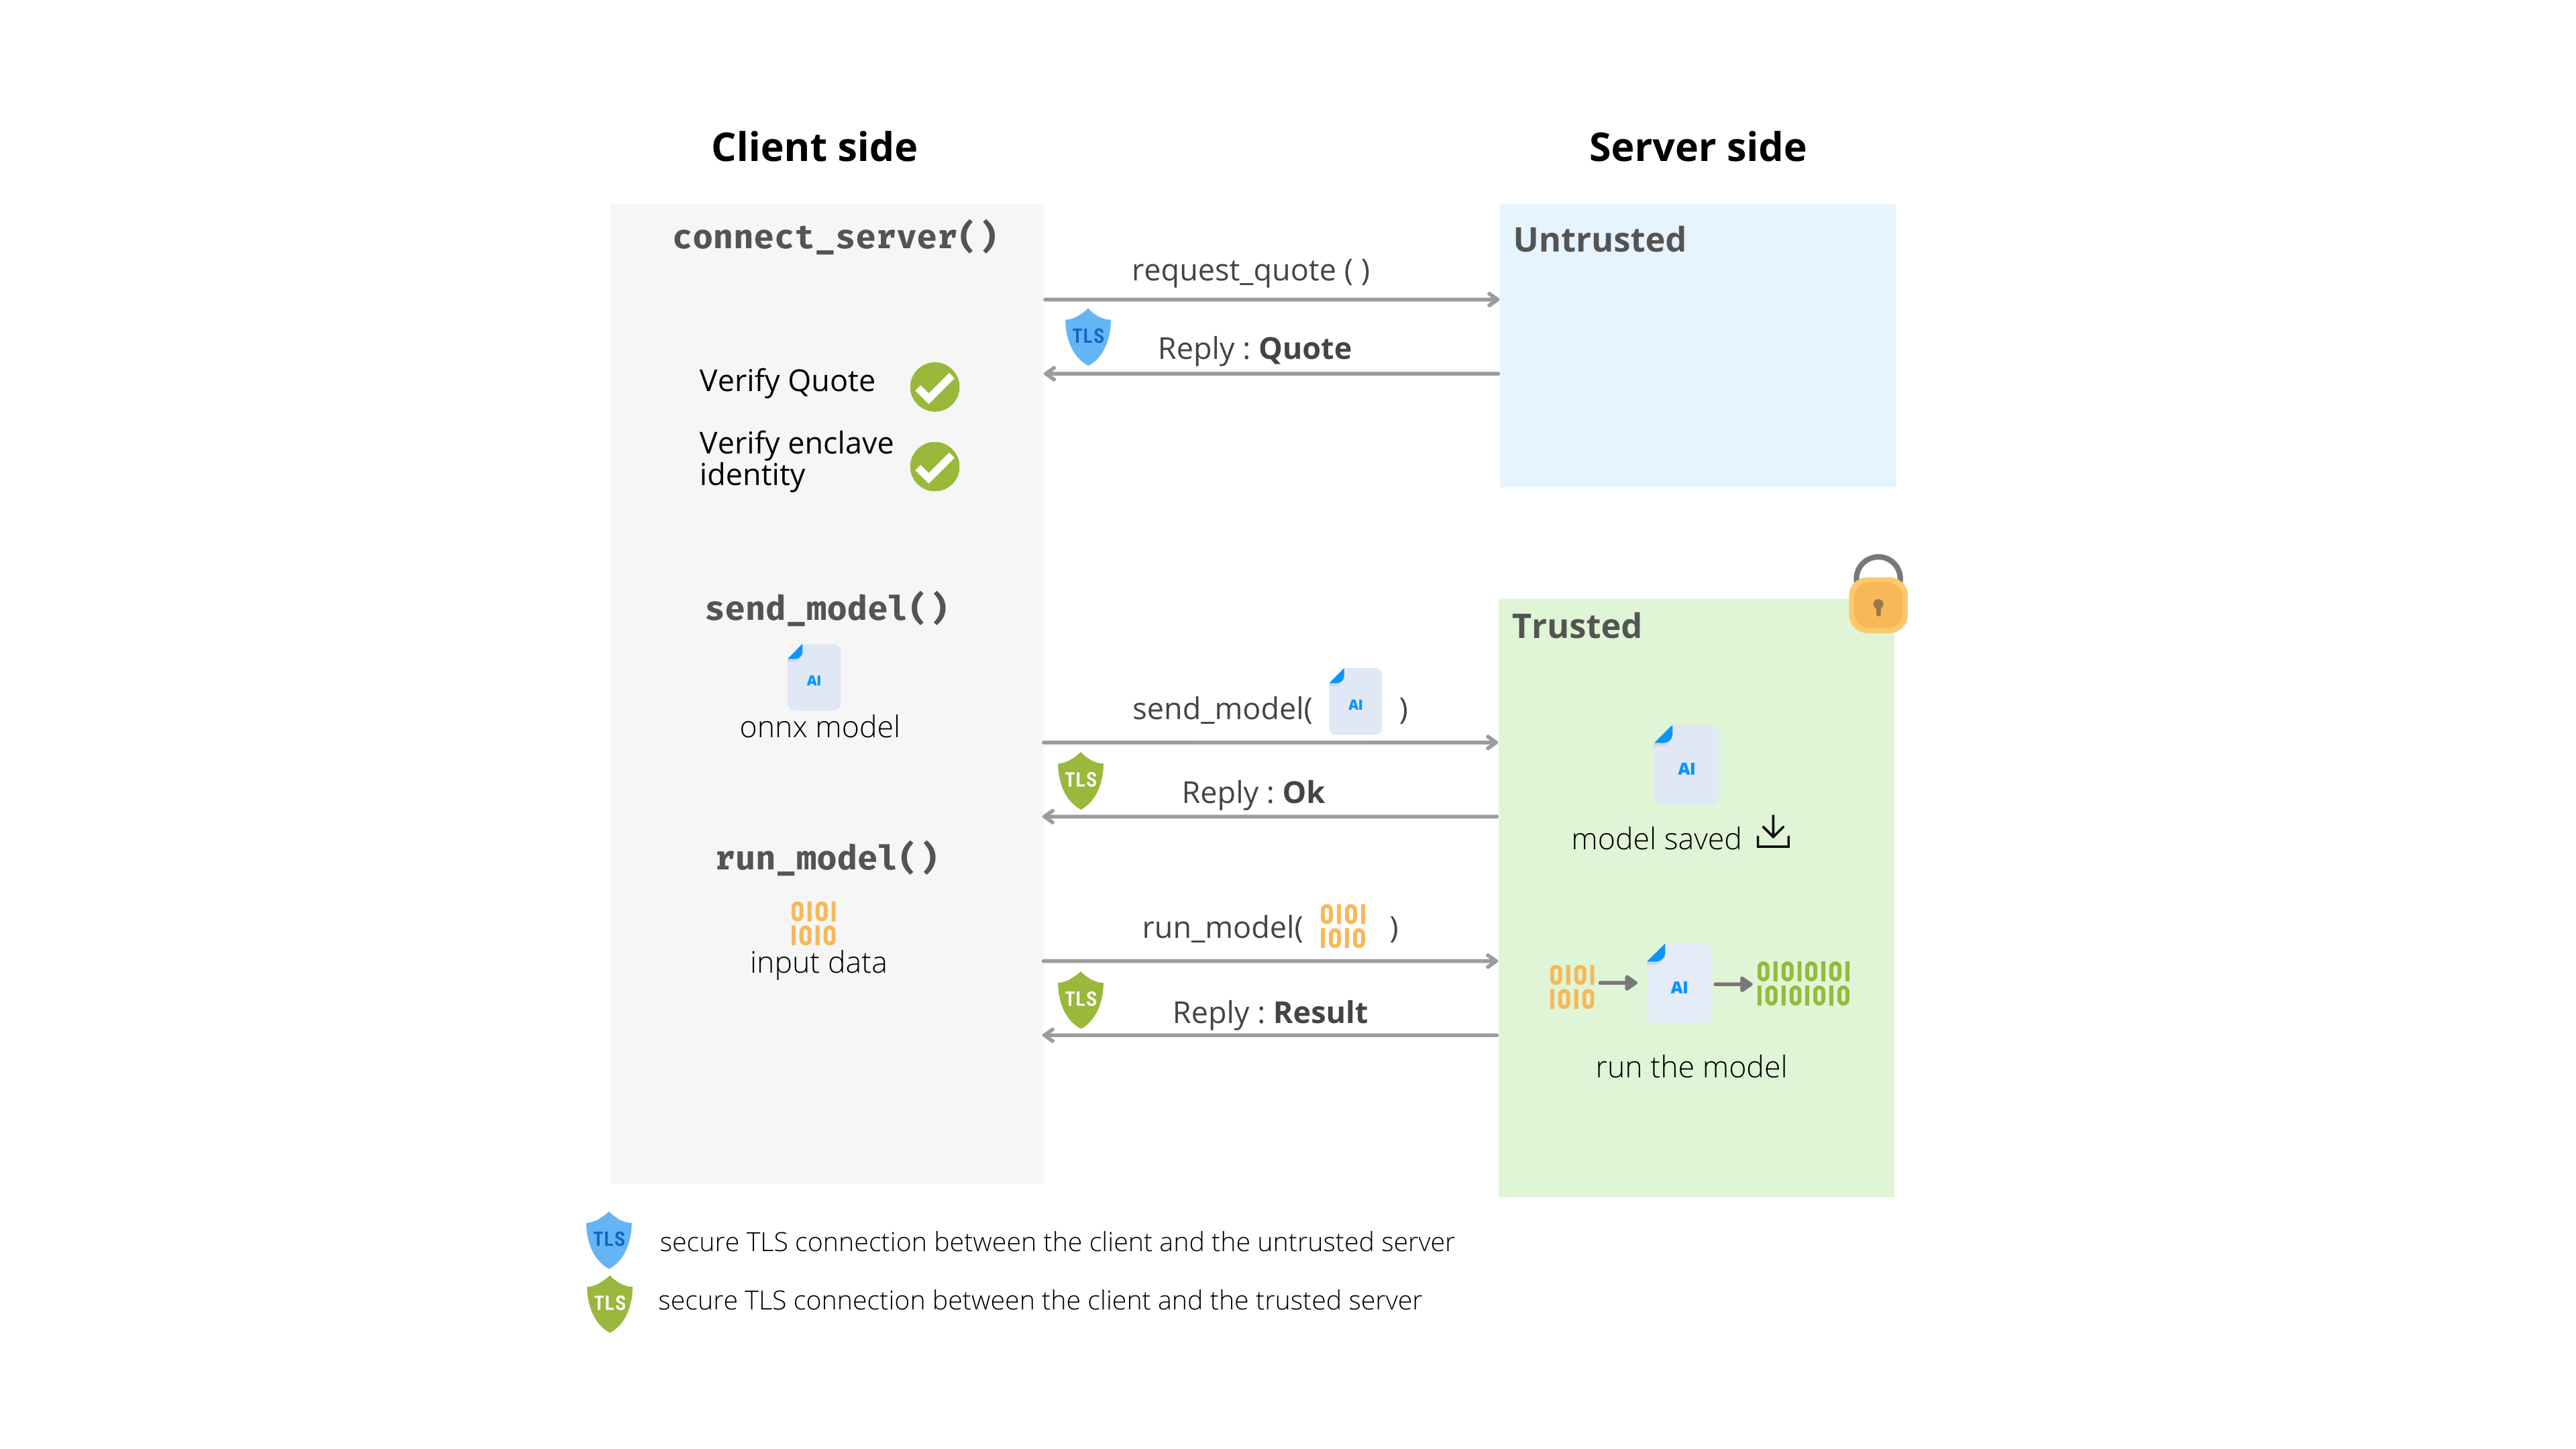 Client side
Server side
connect_server()
Untrusted
request_quote ( )
TLS
Reply : Quote
Verify Quote
Verify enclave
identity
send_model()
Trusted
AI
onnx model
send_model( AI )
TLS
Reply : Ok
AI
model saved
run_model()
0101
1010
input data
run_model( 0101
1010 )
TLS
Reply : Result
0101
1010
AI
01010101
10101010
run the model
TLS secure TLS connection between the client and the untrusted server
TLS secure TLS connection between the client and the trusted server